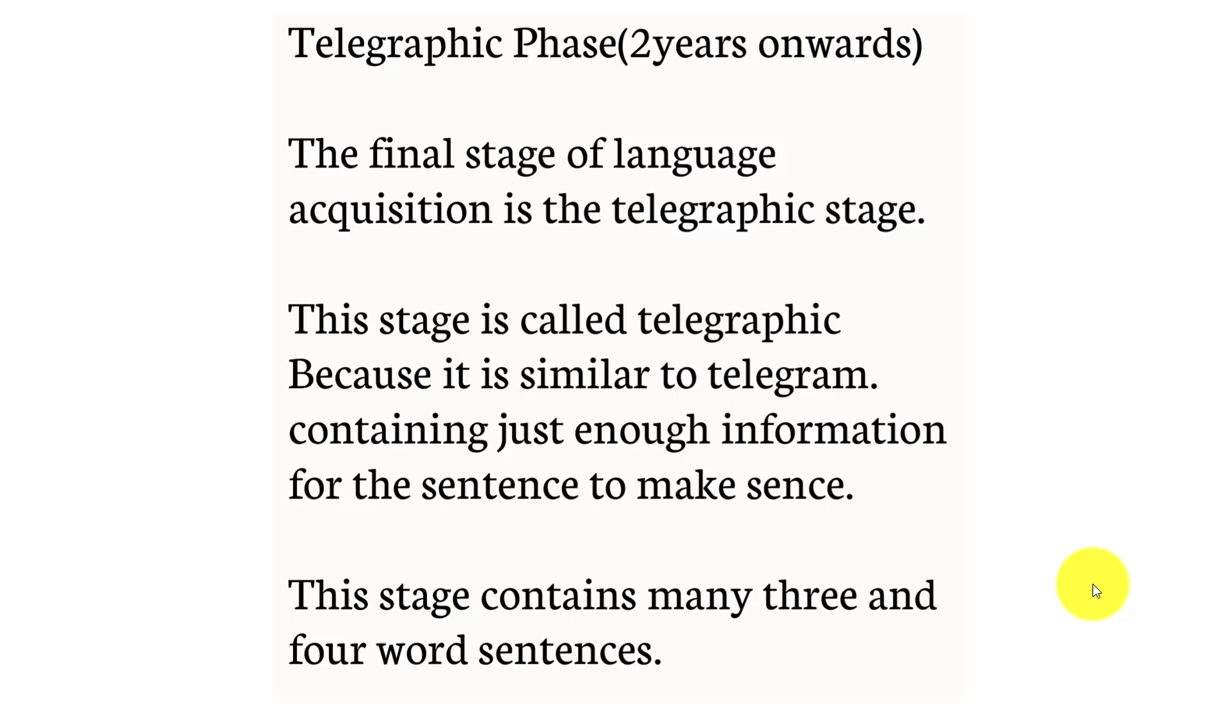 Telegraphic Phase(2years onwards)
The final stage of language
acquisition is the telegraphic stage.
This stage is called telegraphic
Because it is similar to telegram.
containing just enough information
for the sentence to make sence.
This stage contains many three and
four word sentences.